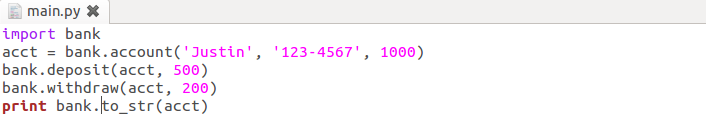 main.py
import bank
acct = bank.account('Justin', '123-4567', 1000)
bank.deposit(acct, 500)
bank.withdraw(acct, 200)
print bank.to_str(acct)